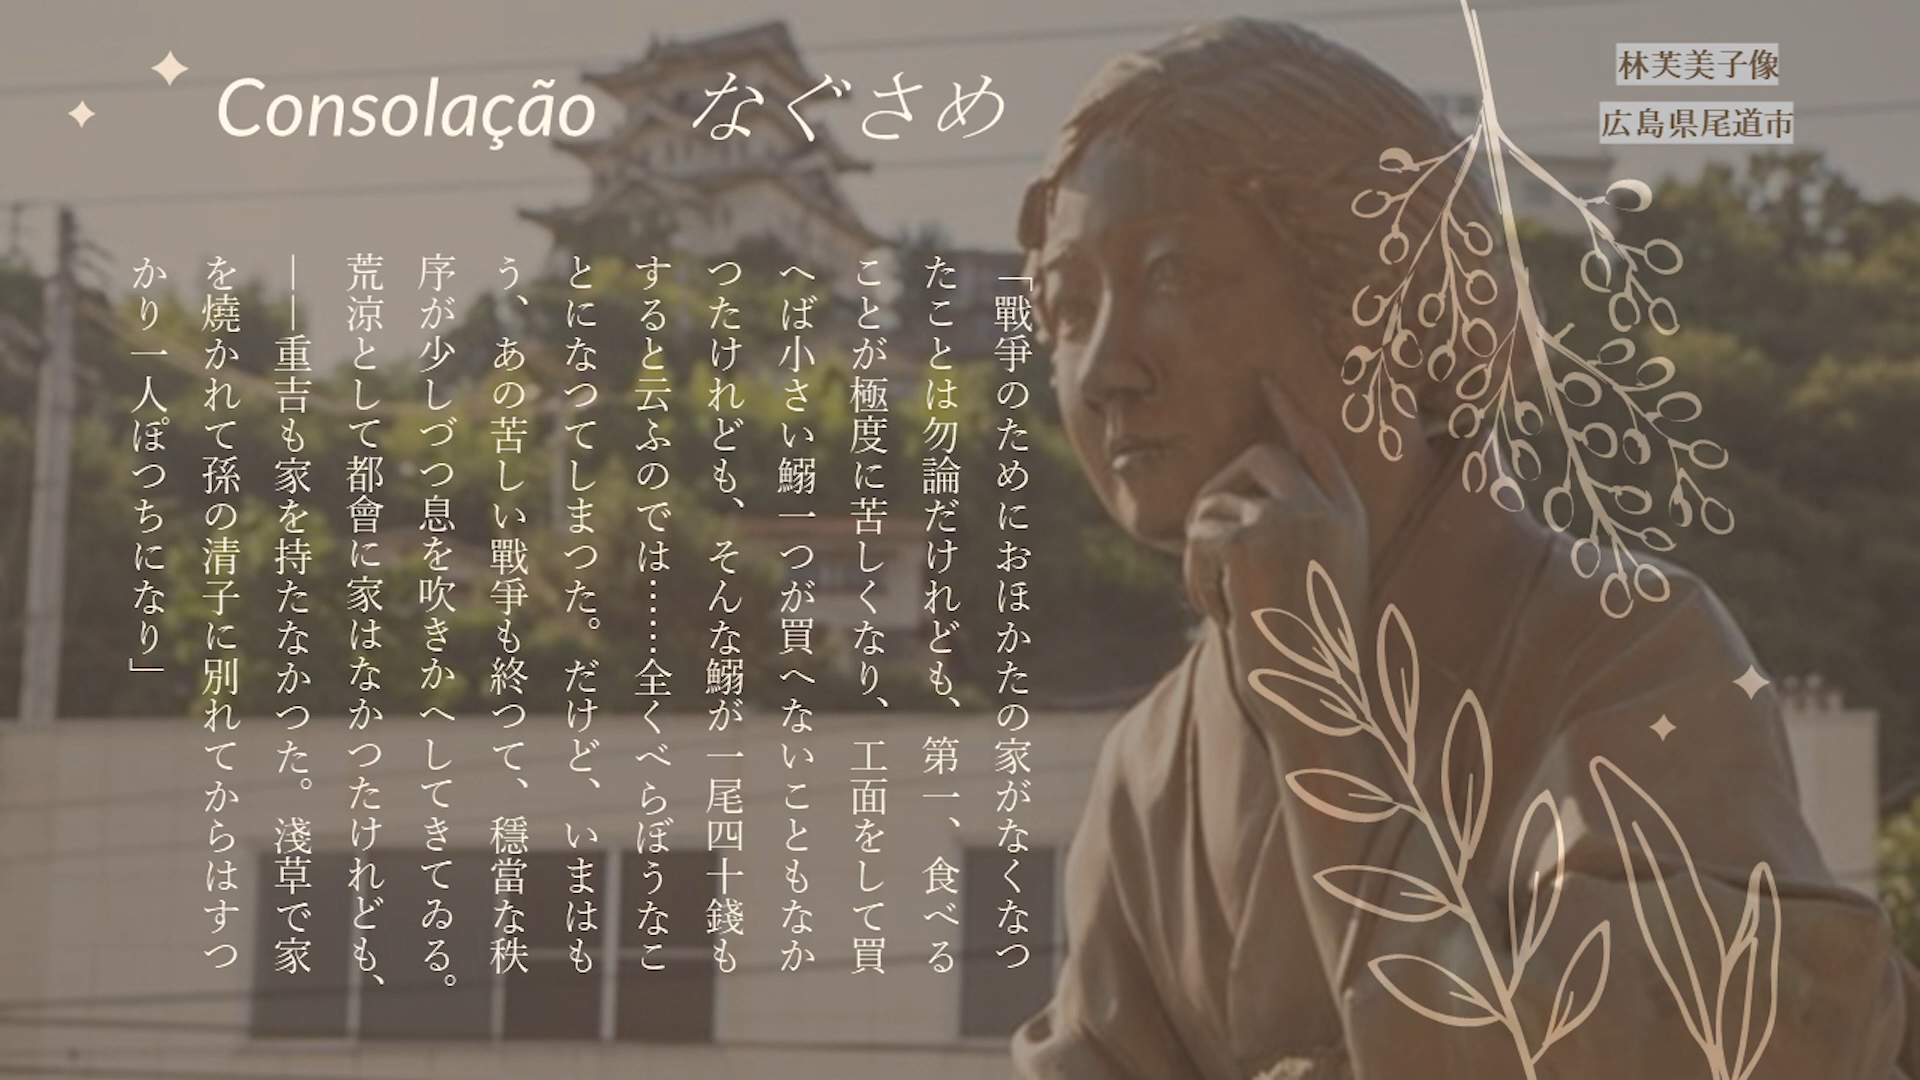 Consolação なぐさめ
林芙美子像
広島県尾道市
「戰爭のためにおほかたの家がなくなつ
たことは勿論だけれども、第一、食べる
ことが極度に苦しくなり、工面をして買
へば小さい鰯一つが買へないこともなか
つたけれども、そんな鰯が一尾四十錢も
すると云ふのでは……全くべらぼうなこ
とになつてしまつた。だけど、いまはも
う、あの苦しい戰爭も終つて、穩當な秩
序が少しづつ息を吹きかへしてきてゐる。
荒涼として都會に家はなかつたけれども、
――重吉も家を持たなかつた。淺草で家
を燒かれて孫の清子に別れてからはすつ
かり一人ぽつちになり」